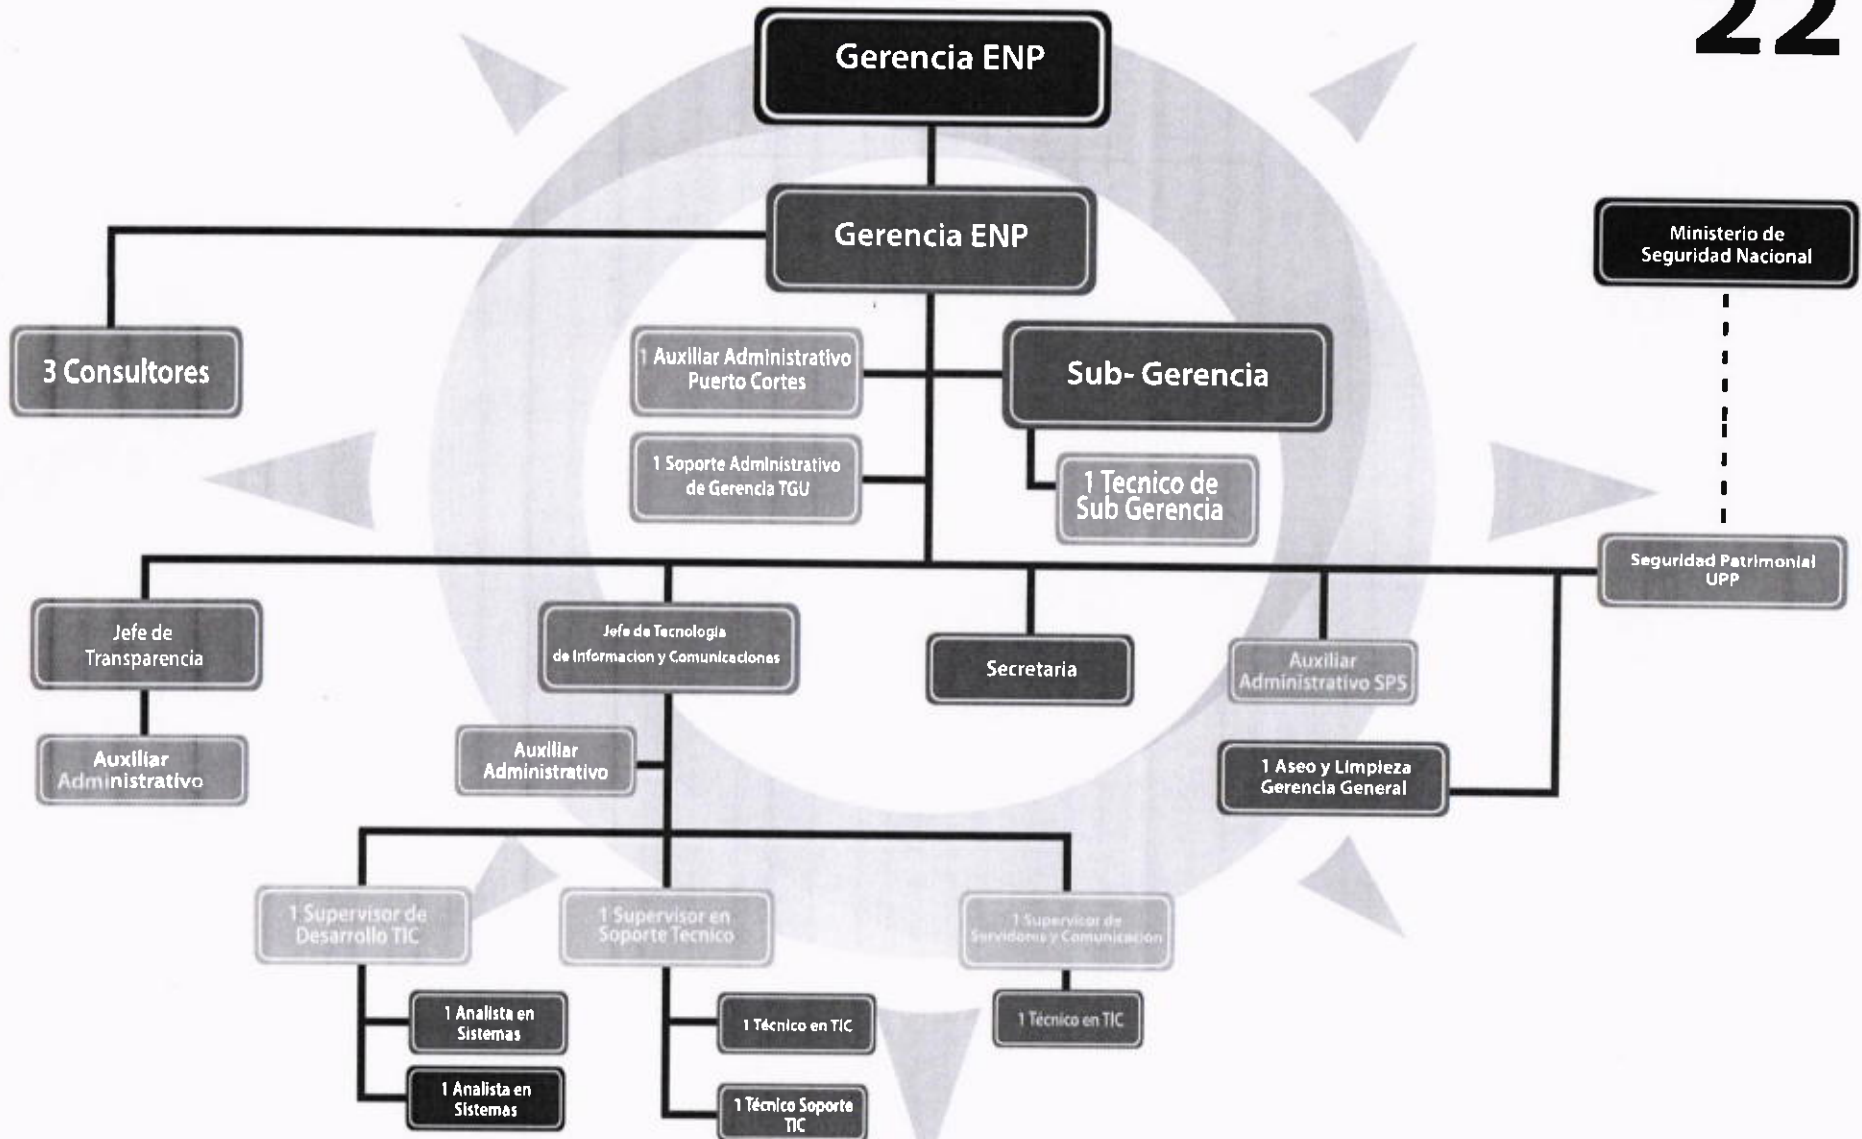 22
Gerencia ENP
Gerencia ENP
Ministerio de
Seguridad Nacional
3 Consultores
1 Auxiliar Administrativo
Puerto Cortes
Sub- Gerencia
1 Soporte Administrativo
de Gerencia TGU
1 Tecnico de
Sub Gerencia
Seguridad Patrimonial
UPP
Jefe de
Transparencia
Jefe de Tecnologia
de Informacion y Comunicaciones
Secretaria
Auxiliar
Administrativo SPS
Auxiliar
Administrativo
Auxiliar
Administrativo
1 Aseo y Limpieza
Gerencia General
1 Supervisor de
Desarrollo TIC
1 Supervisor en
Soporte Tecnico
1 Supervisor de
Servidores y Comunicacion
1 Analista en
Sistemas
1 Técnico en TIC
1 Técnico en TIC
1 Analista en
Sistemas
1 Técnico Soporte
TIC